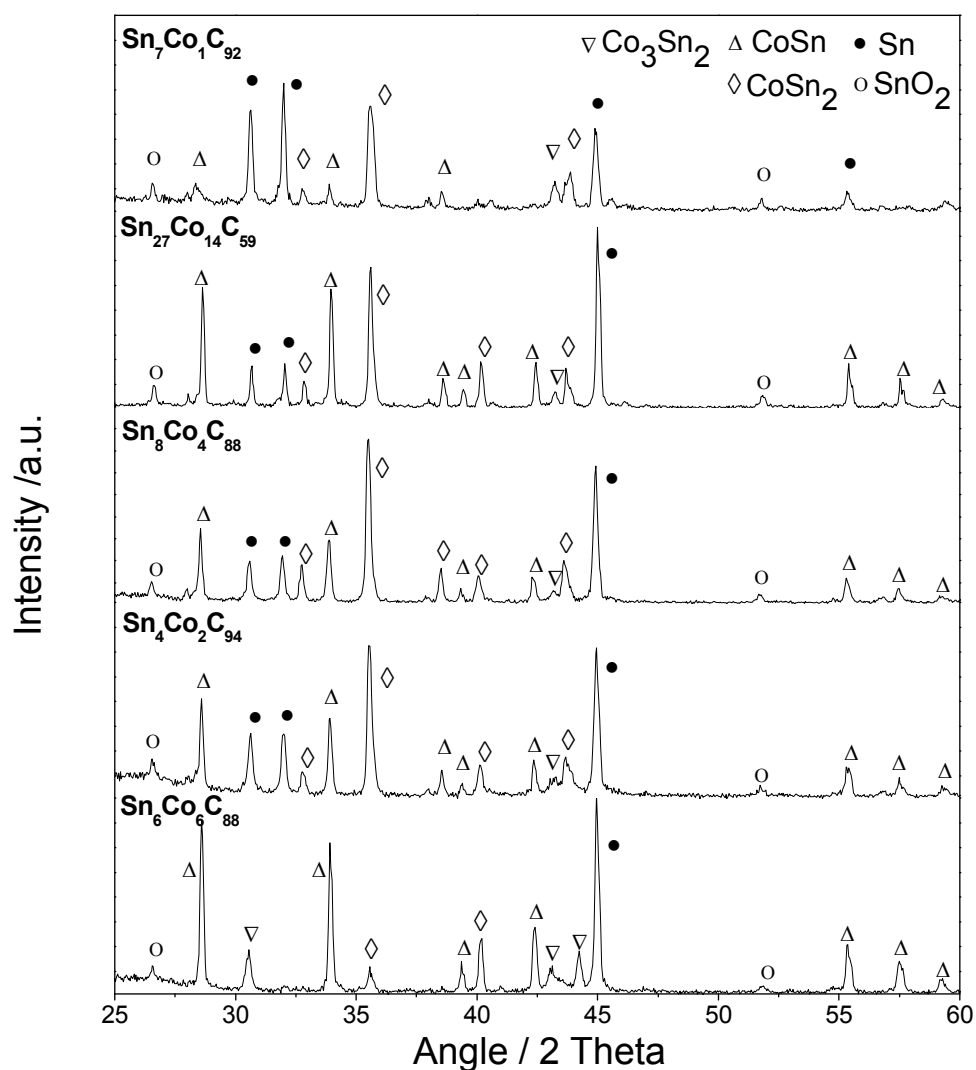 Sn7Co1C92
▽ Co3Sn2 △ CoSn ● Sn
◇ CoSn2 ○ SnO2
Sn27Co14C59
Sn8Co4C88
Sn4Co2C94
Sn6Co6C88
Intensity /a.u.
25 30 35 40 45 50 55 60
Angle / 2 Theta